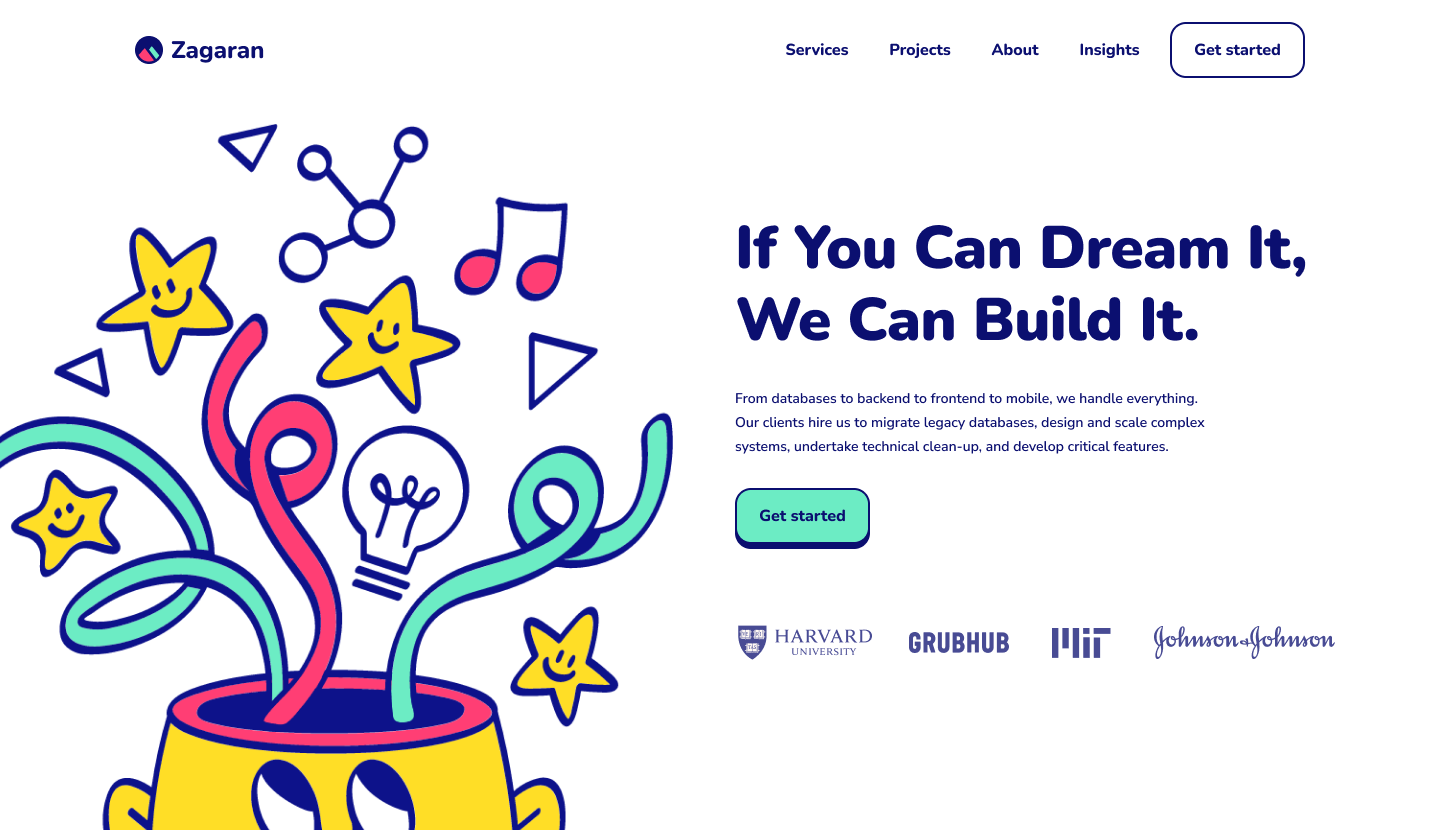 Zagaran
Services Projects About Insights Get started
If You Can Dream It,
We Can Build It.
From databases to backend to frontend to mobile, we handle everything.
Our clients hire us to migrate legacy databases, design and scale complex
systems, undertake technical clean-up, and develop critical features.
Get started
HARVARD
UNIVERSITY
GRUBHUB
MIT
Johnson & Johnson